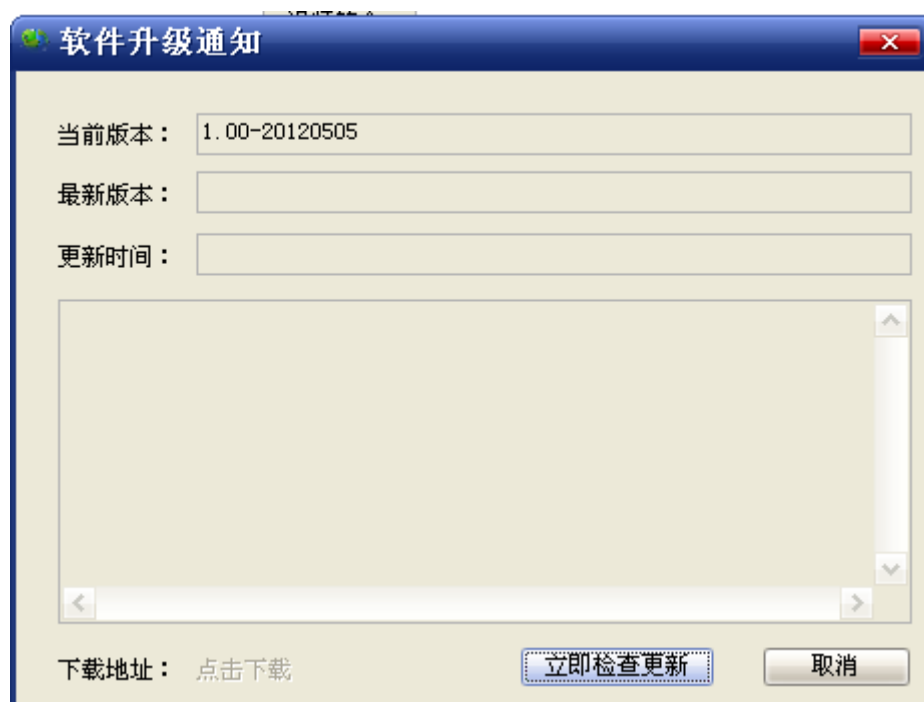 软件升级通知
当前版本：
1.00-20120505
最新版本：
更新时间：
下载地址：
点击下载
立即检查更新
取消